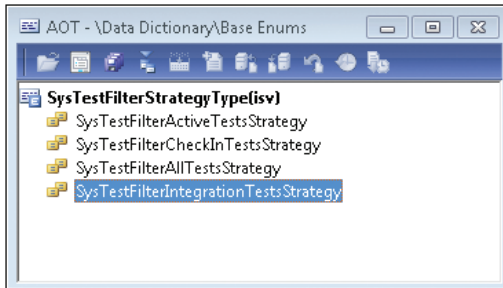 AOT - \Data Dictionary\Base Enums
SysTestFilterStrategyType(isv)
SysTestFilterActiveTestsStrategy
SysTestFilterCheckInTestsStrategy
SysTestFilterAllTestsStrategy
SysTestFilterIntegrationTestsStrategy